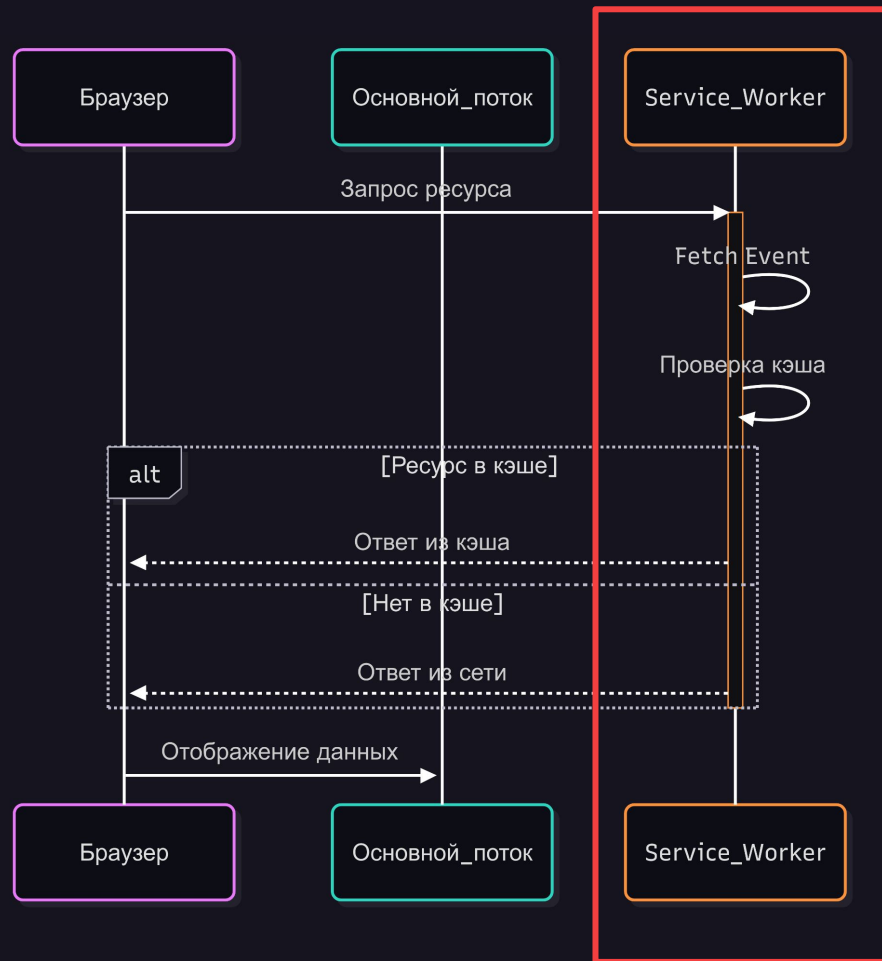 Браузер
Основной_поток
Service_Worker
Запрос ресурса
Fetch Event
Проверка кэша
alt
[Ресурс в кэше]
Ответ из кэша
[Нет в кэше]
Ответ из сети
Отображение данных
Браузер
Основной_поток
Service_Worker